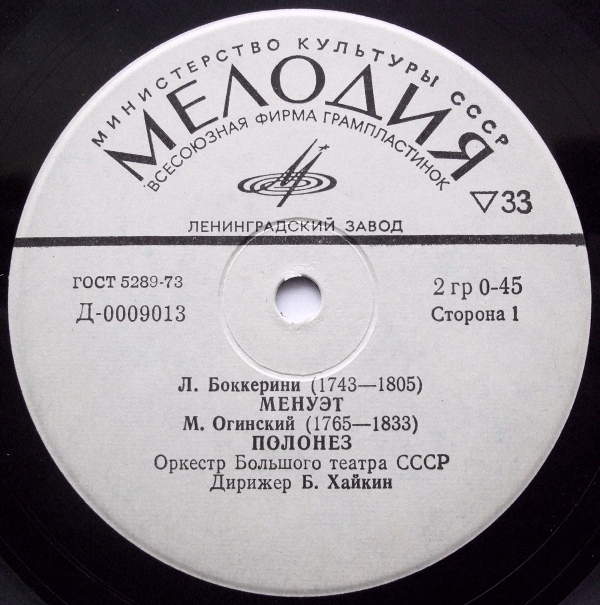 МИНИСТЕРСТВО КУЛЬТУРЫ СССР
МЕЛОДИЯ
ВСЕСОЮЗНАЯ ФИРМА ГРАМПЛАСТИНОК
▽33
ЛЕНИНГРАДСКИЙ ЗАВОД
ГОСТ 5289-73
2 гр 0-45
Д-0009013
Сторона 1
Л. Боккерини (1743—1805)
МЕНУЭТ
М. Огинский (1765—1833)
ПОЛОНЕЗ
Оркестр Большого театра СССР
Дирижер Б. Хайкин